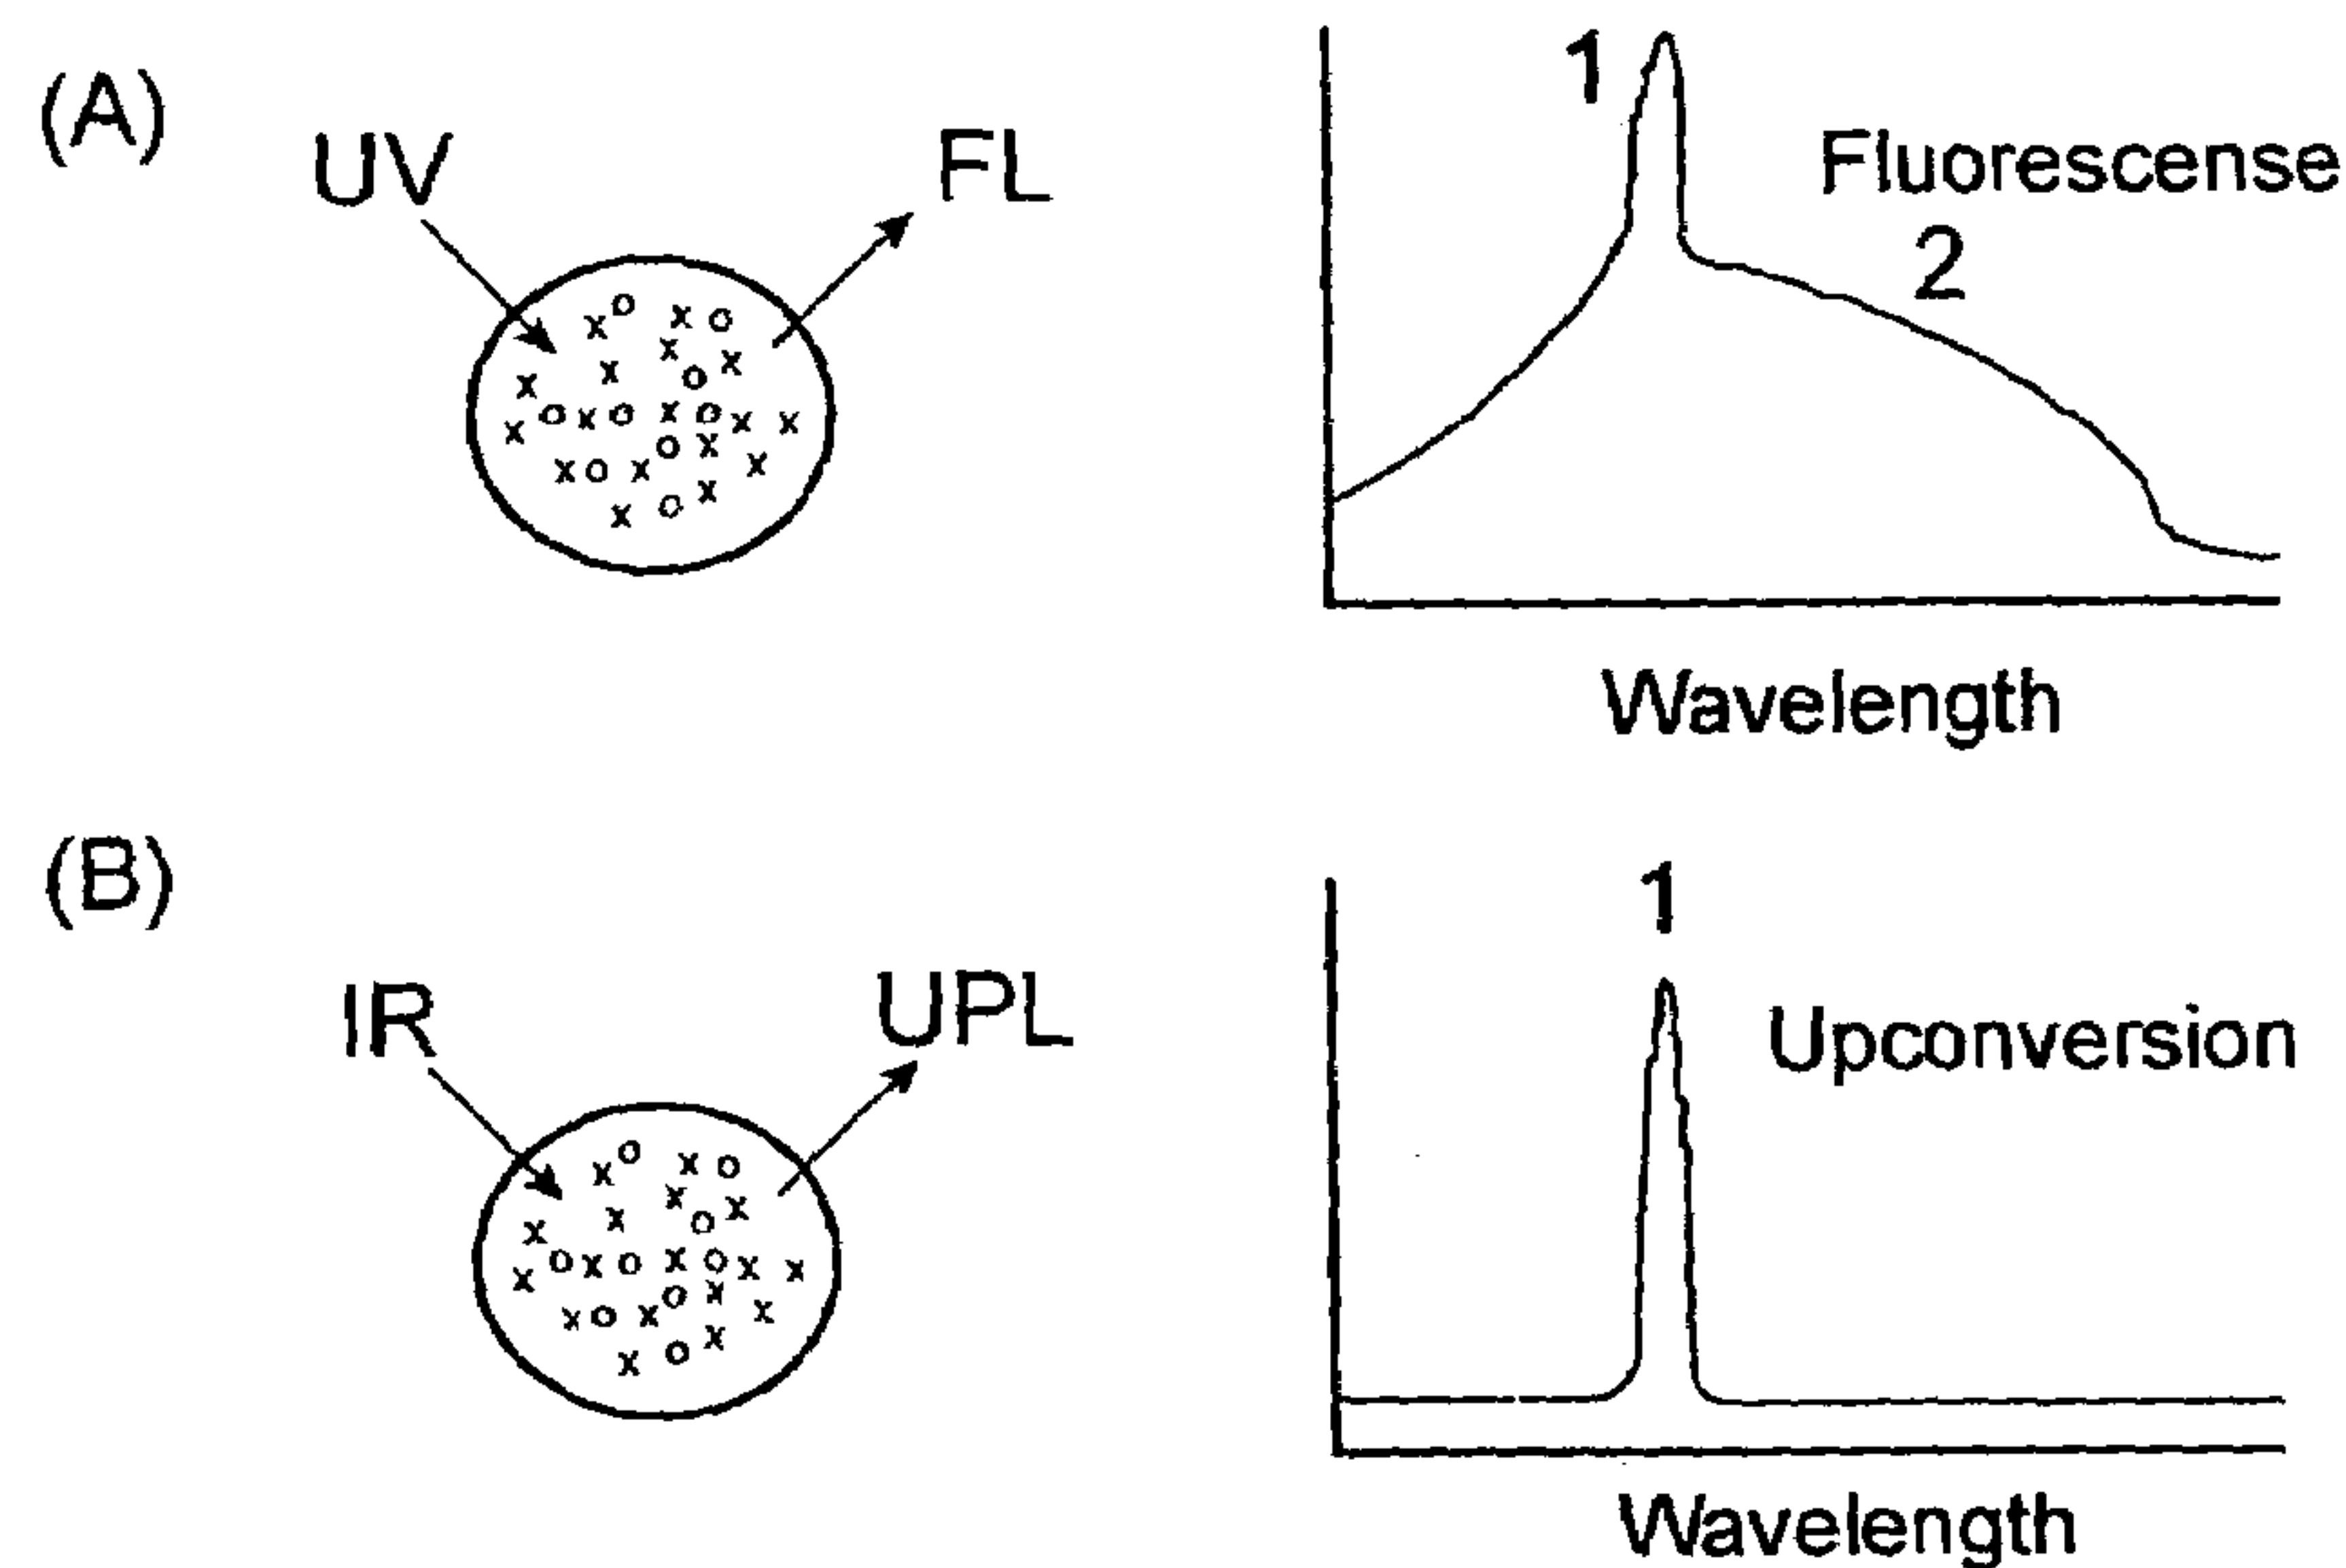 (A)
UV
FL
1
Fluorescense
2
Wavelength
(B)
IR
UPL
1
Upconversion
Wavelength